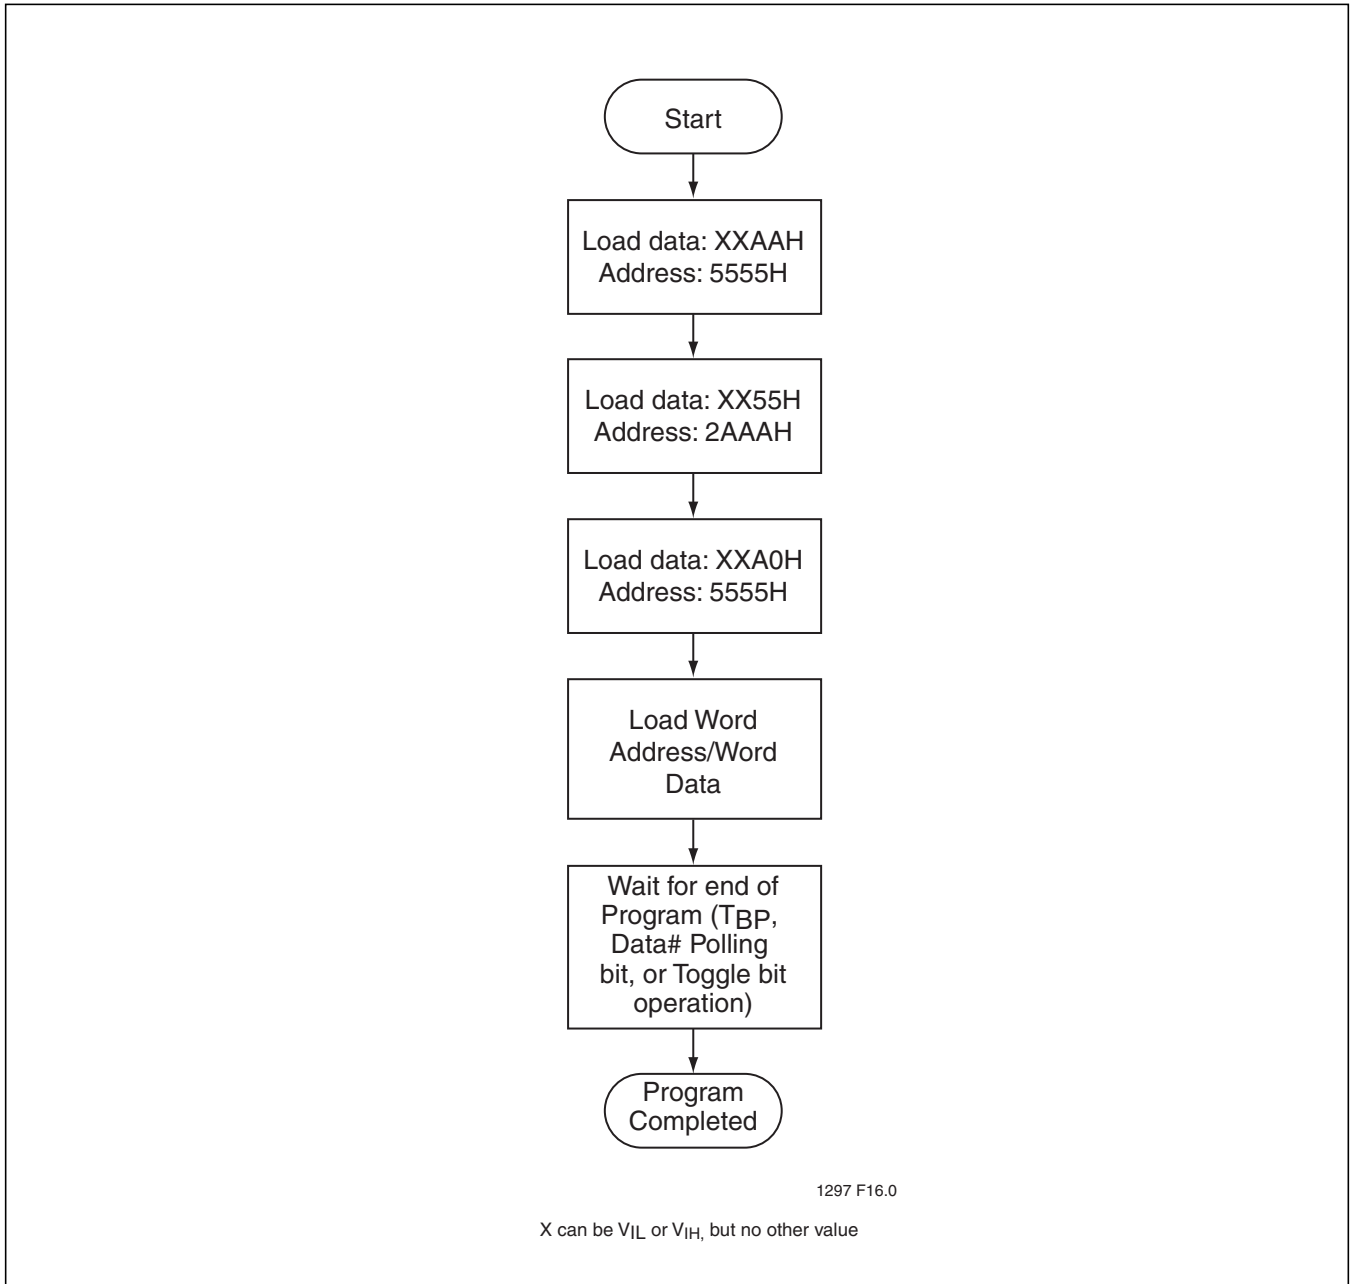 Start
Load data: XXAAH
Address: 5555H
Load data: XX55H
Address: 2AAAH
Load data: XXA0H
Address: 5555H
Load Word
Address/Word
Data
Wait for end of
Program (TBP,
Data# Polling
bit, or Toggle bit
operation)
Program
Completed
1297 F16.0
X can be VIL or VIH, but no other value